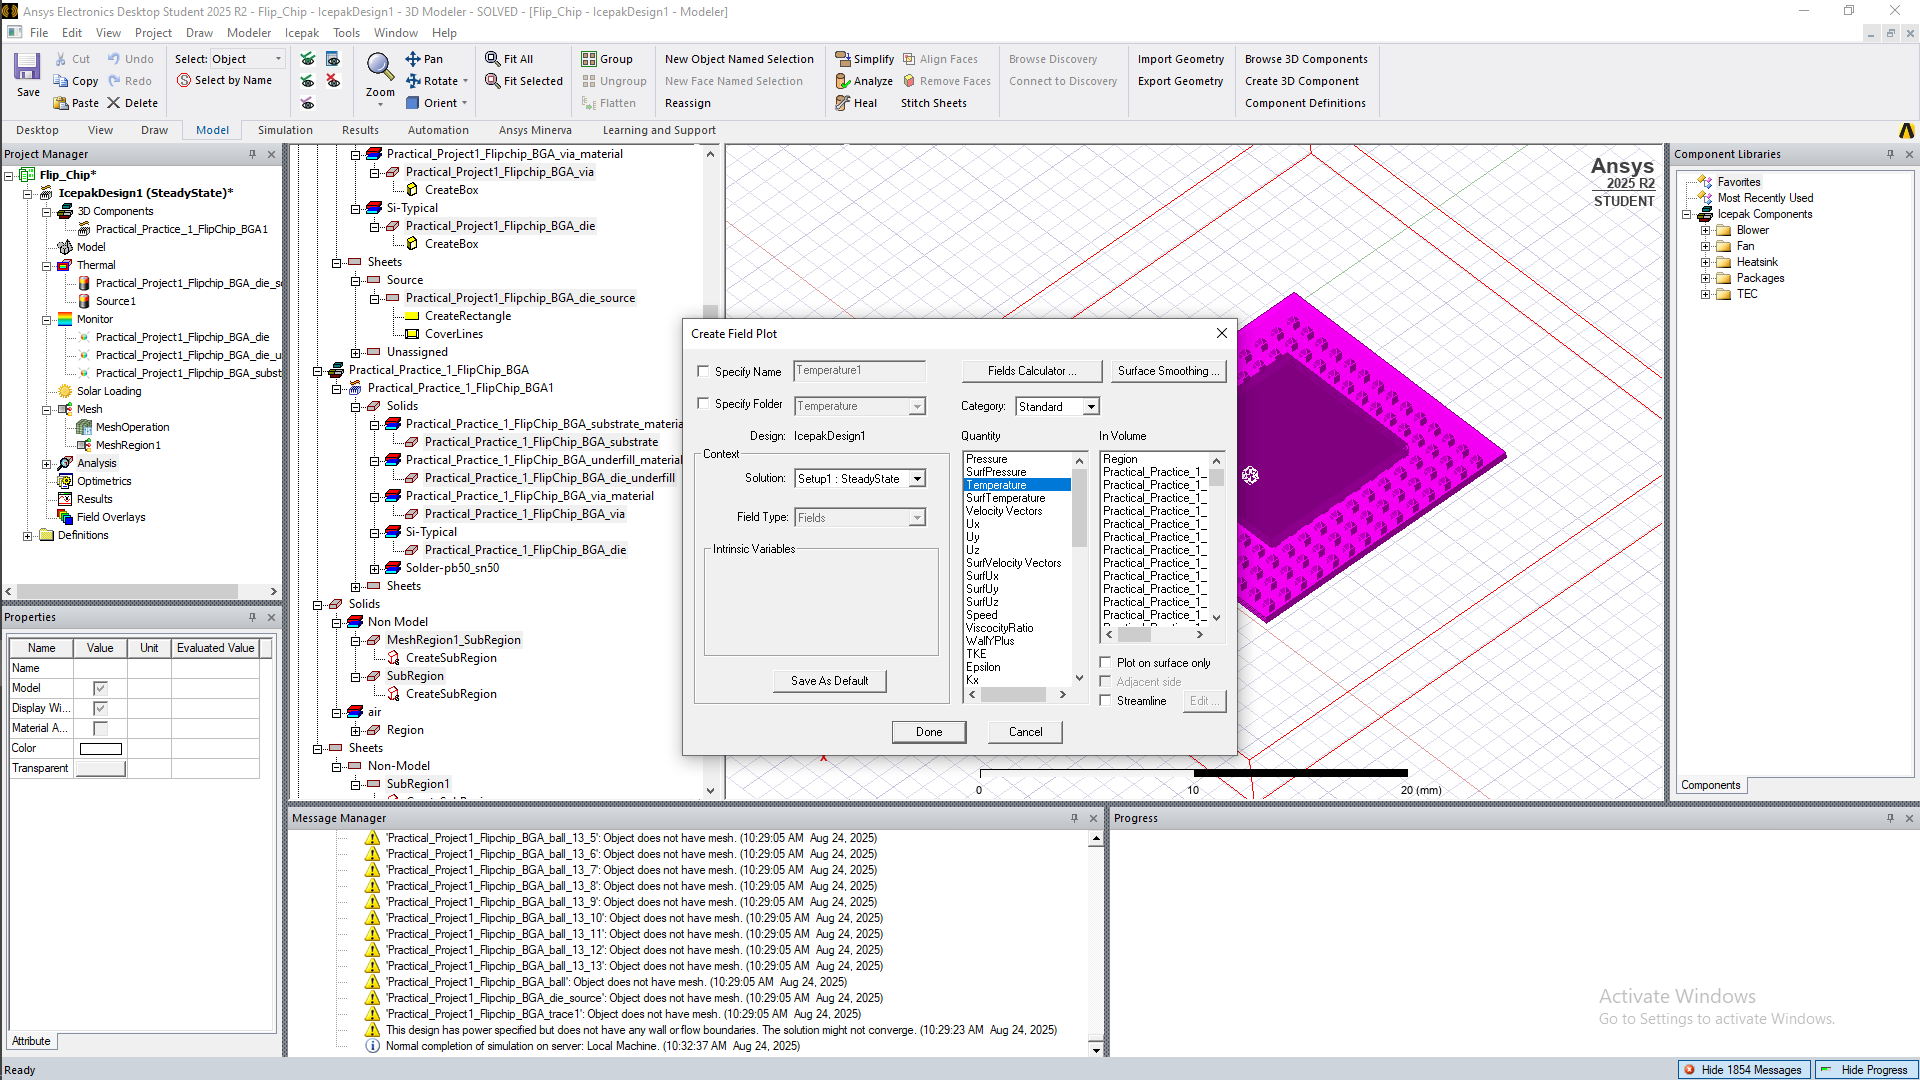 Ansys Electronics Desktop Student 2025 R2 - Flip_Chip - IcepakDesign1 - 3D Modeler - SOLVED - [Flip_Chip - IcepakDesign1 - Modeler]
File Edit View Project Draw Modeler Icepak Tools Window Help
Save
Cut
Copy
Paste
Undo
Redo
Delete
Select: Object
Select by Name
Zoom
Pan
Rotate
Orient
Fit All
Fit Selected
Group
Ungroup
Flatten
New Object Named Selection
New Face Named Selection
Reassign
Simplify
Analyze
Heal
Align Faces
Remove Faces
Stitch Sheets
Browse Discovery
Connect to Discovery
Import Geometry
Export Geometry
Browse 3D Components
Create 3D Component
Component Definitions
Desktop View Draw Model Simulation Results Automation Ansys Minerva Learning and Support
Project Manager
Flip_Chip*
IcepakDesign1 (SteadyState)*
3D Components
Practical_Practice_1_FlipChip_BGA1
Model
Thermal
Practical_Project1_Flipchip_BGA_die_s
Source1
Monitor
Practical_Project1_Flipchip_BGA_die
Practical_Project1_Flipchip_BGA_die_u
Practical_Project1_Flipchip_BGA_subst
Solar Loading
Mesh
MeshOperation
MeshRegion1
Analysis
Optimetrics
Results
Field Overlays
Definitions
Properties
Name Value Unit Evaluated Value
Name
Model
Display Wi...
Material A...
Color
Transparent
Attribute
Practical_Project1_Flipchip_BGA_via_material
Practical_Project1_Flipchip_BGA_via
CreateBox
Si-Typical
Practical_Project1_Flipchip_BGA_die
CreateBox
Sheets
Source
Practical_Project1_Flipchip_BGA_die_source
CreateRectangle
CoverLines
Unassigned
Practical_Practice_1_FlipChip_BGA
Practical_Practice_1_FlipChip_BGA1
Solids
Practical_Practice_1_FlipChip_BGA_substrate_materia
Practical_Practice_1_FlipChip_BGA_substrate
Practical_Practice_1_FlipChip_BGA_underfill_material
Practical_Practice_1_FlipChip_BGA_die_underfill
Practical_Practice_1_FlipChip_BGA_via_material
Practical_Practice_1_FlipChip_BGA_via
Si-Typical
Practical_Practice_1_FlipChip_BGA_die
Solder-pb50_sn50
Sheets
Solids
Non Model
MeshRegion1_SubRegion
CreateSubRegion
SubRegion
CreateSubRegion
air
Region
Sheets
Non-Model
SubRegion1
Create Field Plot
Specify Name Temperature1
Fields Calculator ...
Surface Smoothing ...
Specify Folder Temperature
Category: Standard
Design: IcepakDesign1
Context
Solution: Setup1 : SteadyState
Field Type: Fields
Intrinsic Variables
Save As Default
Quantity
Pressure
SurfPressure
Temperature
SurfTemperature
Velocity Vectors
Ux
Uy
Uz
SurfVelocity Vectors
SurfUx
SurfUy
SurfUz
Speed
ViscocityRatio
WallYPlus
TKE
Epsilon
Kx
In Volume
Region
Practical_Practice_1_
Practical_Practice_1_
Practical_Practice_1_
Practical_Practice_1_
Practical_Practice_1_
Practical_Practice_1_
Practical_Practice_1_
Practical_Practice_1_
Practical_Practice_1_
Practical_Practice_1_
Practical_Practice_1_
Practical_Practice_1_
Plot on surface only
Adjacent side
Streamline
Edit ...
Done
Cancel
Ansys
2025 R2
STUDENT
0 10 20 (mm)
Component Libraries
Favorites
Most Recently Used
Icepak Components
Blower
Fan
Heatsink
Packages
TEC
Components
Message Manager
'Practical_Project1_Flipchip_BGA_ball_13_5': Object does not have mesh. (10:29:05 AM Aug 24, 2025)
'Practical_Project1_Flipchip_BGA_ball_13_6': Object does not have mesh. (10:29:05 AM Aug 24, 2025)
'Practical_Project1_Flipchip_BGA_ball_13_7': Object does not have mesh. (10:29:05 AM Aug 24, 2025)
'Practical_Project1_Flipchip_BGA_ball_13_8': Object does not have mesh. (10:29:05 AM Aug 24, 2025)
'Practical_Project1_Flipchip_BGA_ball_13_9': Object does not have mesh. (10:29:05 AM Aug 24, 2025)
'Practical_Project1_Flipchip_BGA_ball_13_10': Object does not have mesh. (10:29:05 AM Aug 24, 2025)
'Practical_Project1_Flipchip_BGA_ball_13_11': Object does not have mesh. (10:29:05 AM Aug 24, 2025)
'Practical_Project1_Flipchip_BGA_ball_13_12': Object does not have mesh. (10:29:05 AM Aug 24, 2025)
'Practical_Project1_Flipchip_BGA_ball_13_13': Object does not have mesh. (10:29:05 AM Aug 24, 2025)
'Practical_Project1_Flipchip_BGA_ball': Object does not have mesh. (10:29:05 AM Aug 24, 2025)
'Practical_Project1_Flipchip_BGA_die_source': Object does not have mesh. (10:29:05 AM Aug 24, 2025)
'Practical_Project1_Flipchip_BGA_trace1': Object does not have mesh. (10:29:05 AM Aug 24, 2025)
This design has power specified but does not have any wall or flow boundaries. The solution might not converge. (10:29:23 AM Aug 24, 2025)
Normal completion of simulation on server: Local Machine. (10:32:37 AM Aug 24, 2025)
Progress
Activate Windows
Go to Settings to activate Windows.
Ready
Hide 1854 Messages
Hide Progress